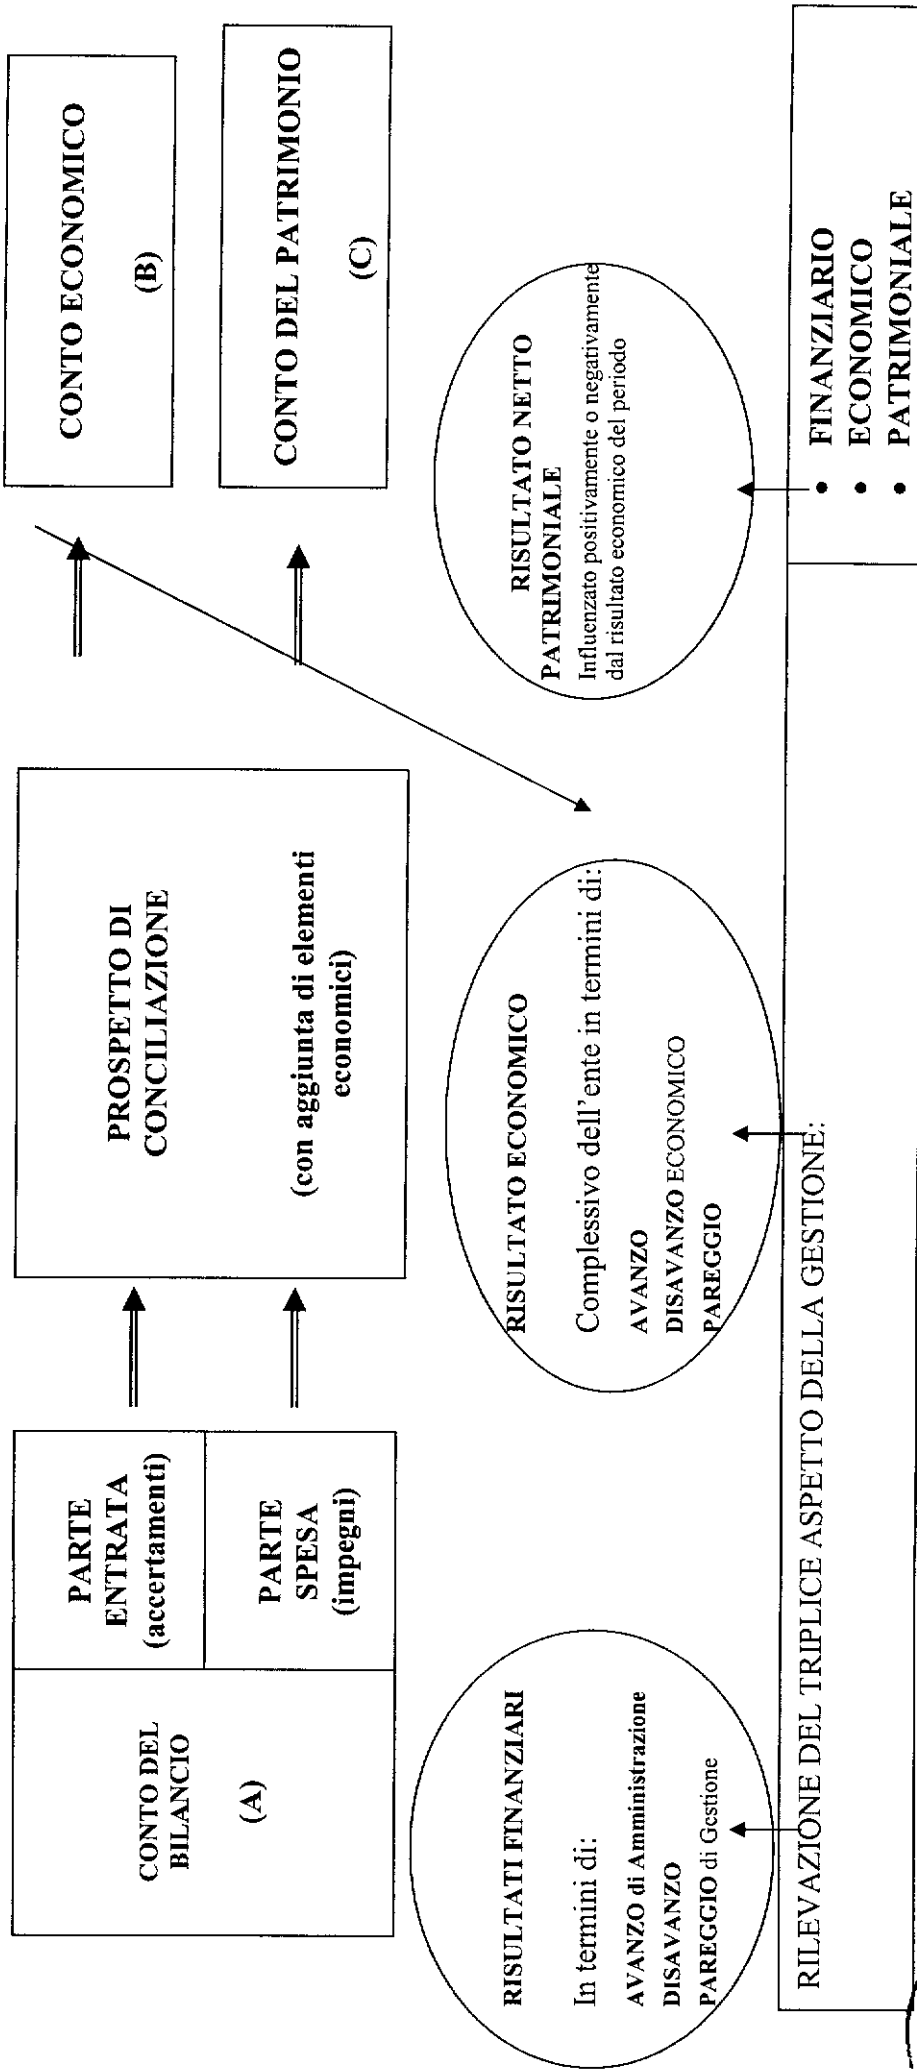 CONTO DEL
BILANCIO
(A)
PARTE
ENTRATA
(accertamenti)
PARTE
SPESA
(impegni)
PROSPETTO DI
CONCILIAZIONE
(con aggiunta di elementi
economici)
CONTO ECONOMICO
(B)
CONTO DEL PATRIMONIO
(C)
RISULTATI FINANZIARI
In termini di:
AVANZO di Amministrazione
DISAVANZO
PAREGGIO di Gestione
RISULTATO ECONOMICO
Complessivo dell'ente in termini di:
AVANZO
DISAVANZO ECONOMICO
PAREGGIO
RISULTATO NETTO
PATRIMONIALE
Influenzato positivamente o negativamente
dal risultato economico del periodo
RILEVAZIONE DEL TRIPLICE ASPETTO DELLA GESTIONE:
• FINANZIARIO
• ECONOMICO
• PATRIMONIALE